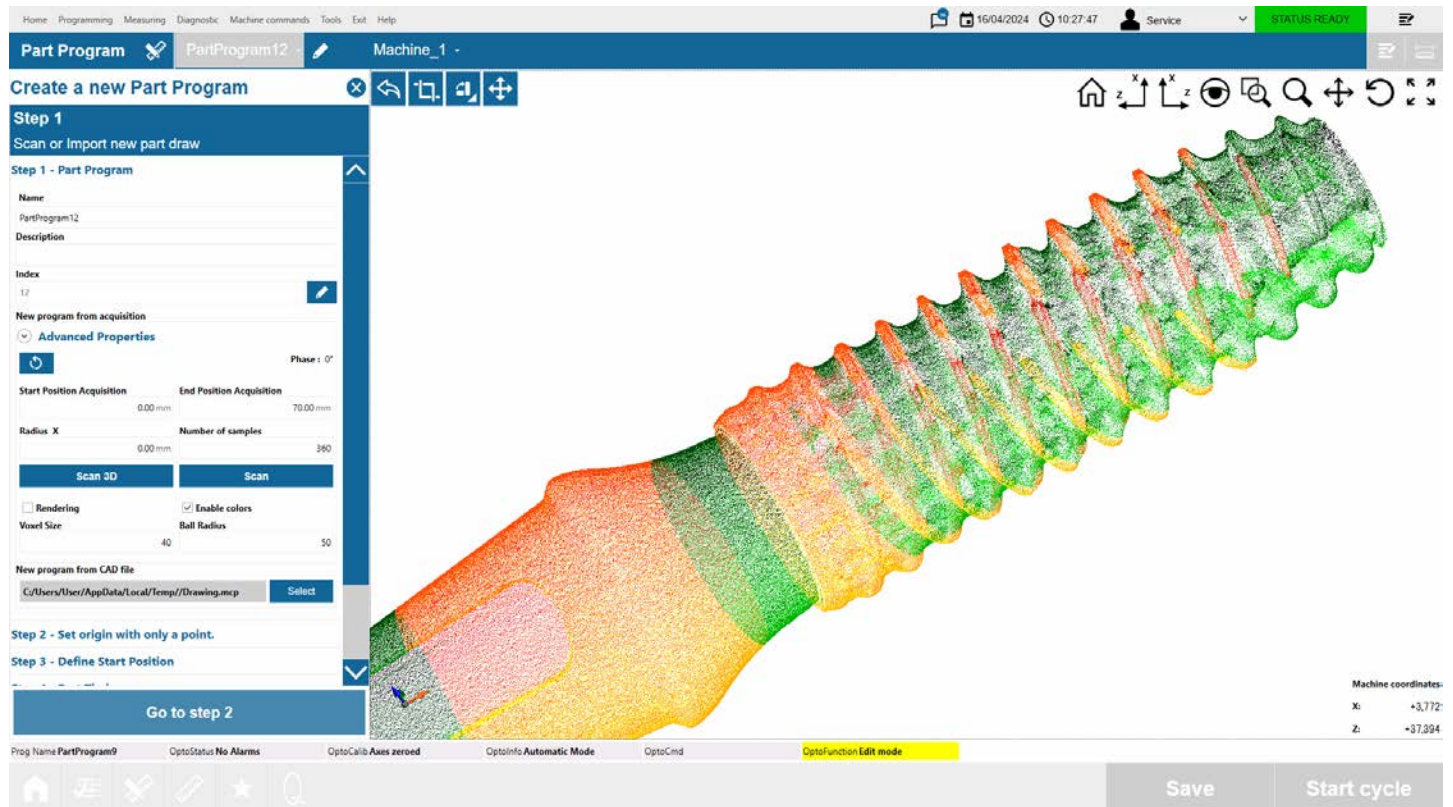 Home Programming Measuring Diagnostic Machine commands Tools Exit Help
16/04/2024 10:27:47 Service STATUS READY
Part Program PartProgram12 Machine_1
Create a new Part Program
Step 1
Scan or Import new part draw
Step 1 - Part Program
Name
PartProgram12
Description
Index
12
New program from acquisition
Advanced Properties
Phase : 0°
Start Position Acquisition End Position Acquisition
0.00 mm 70.00 mm
Radius X Number of samples
0.00 mm 360
Scan 3D Scan
Rendering Enable colors
Voxel Size Ball Radius
40 50
New program from CAD file
C:/Users/User/AppData/Local/Temp//Drawing.mcp Select
Step 2 - Set origin with only a point.
Step 3 - Define Start Position
Go to step 2
Machine coordinates
X: +3,772
Z: +37,394
Prog Name PartProgram9 OptoStatus No Alarms OptoCalib Axes zeroed OptoInfo Automatic Mode OptoCmd OptoFunction Edit mode
Save Start cycle